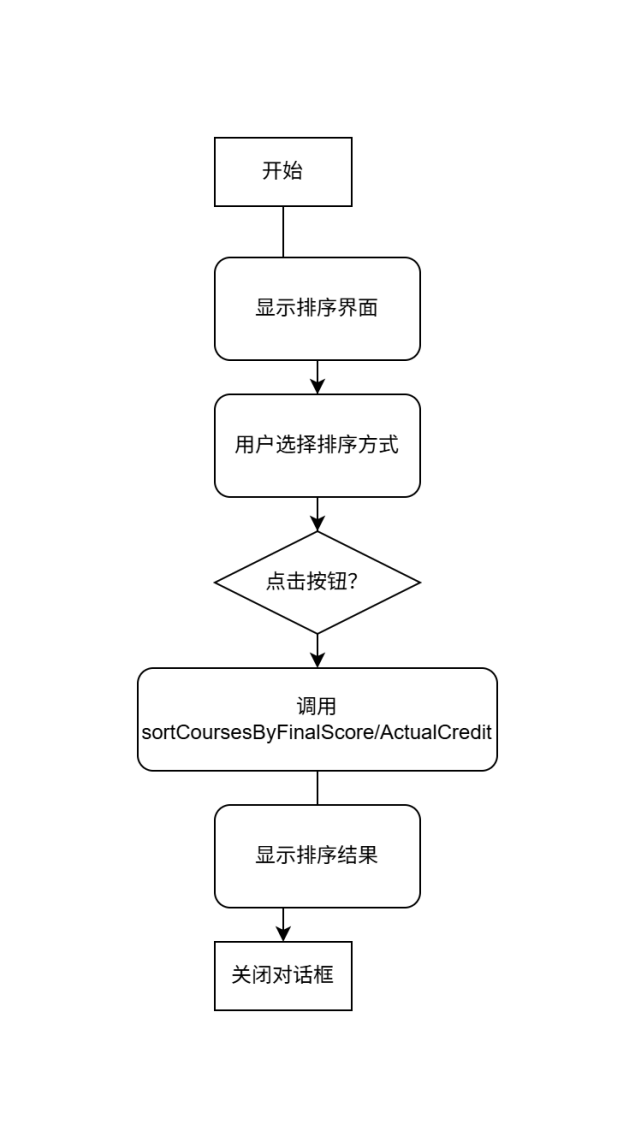 开始
显示排序界面
用户选择排序方式
点击按钮？
调用
sortCoursesByFinalScore/ActualCredit
显示排序结果
关闭对话框